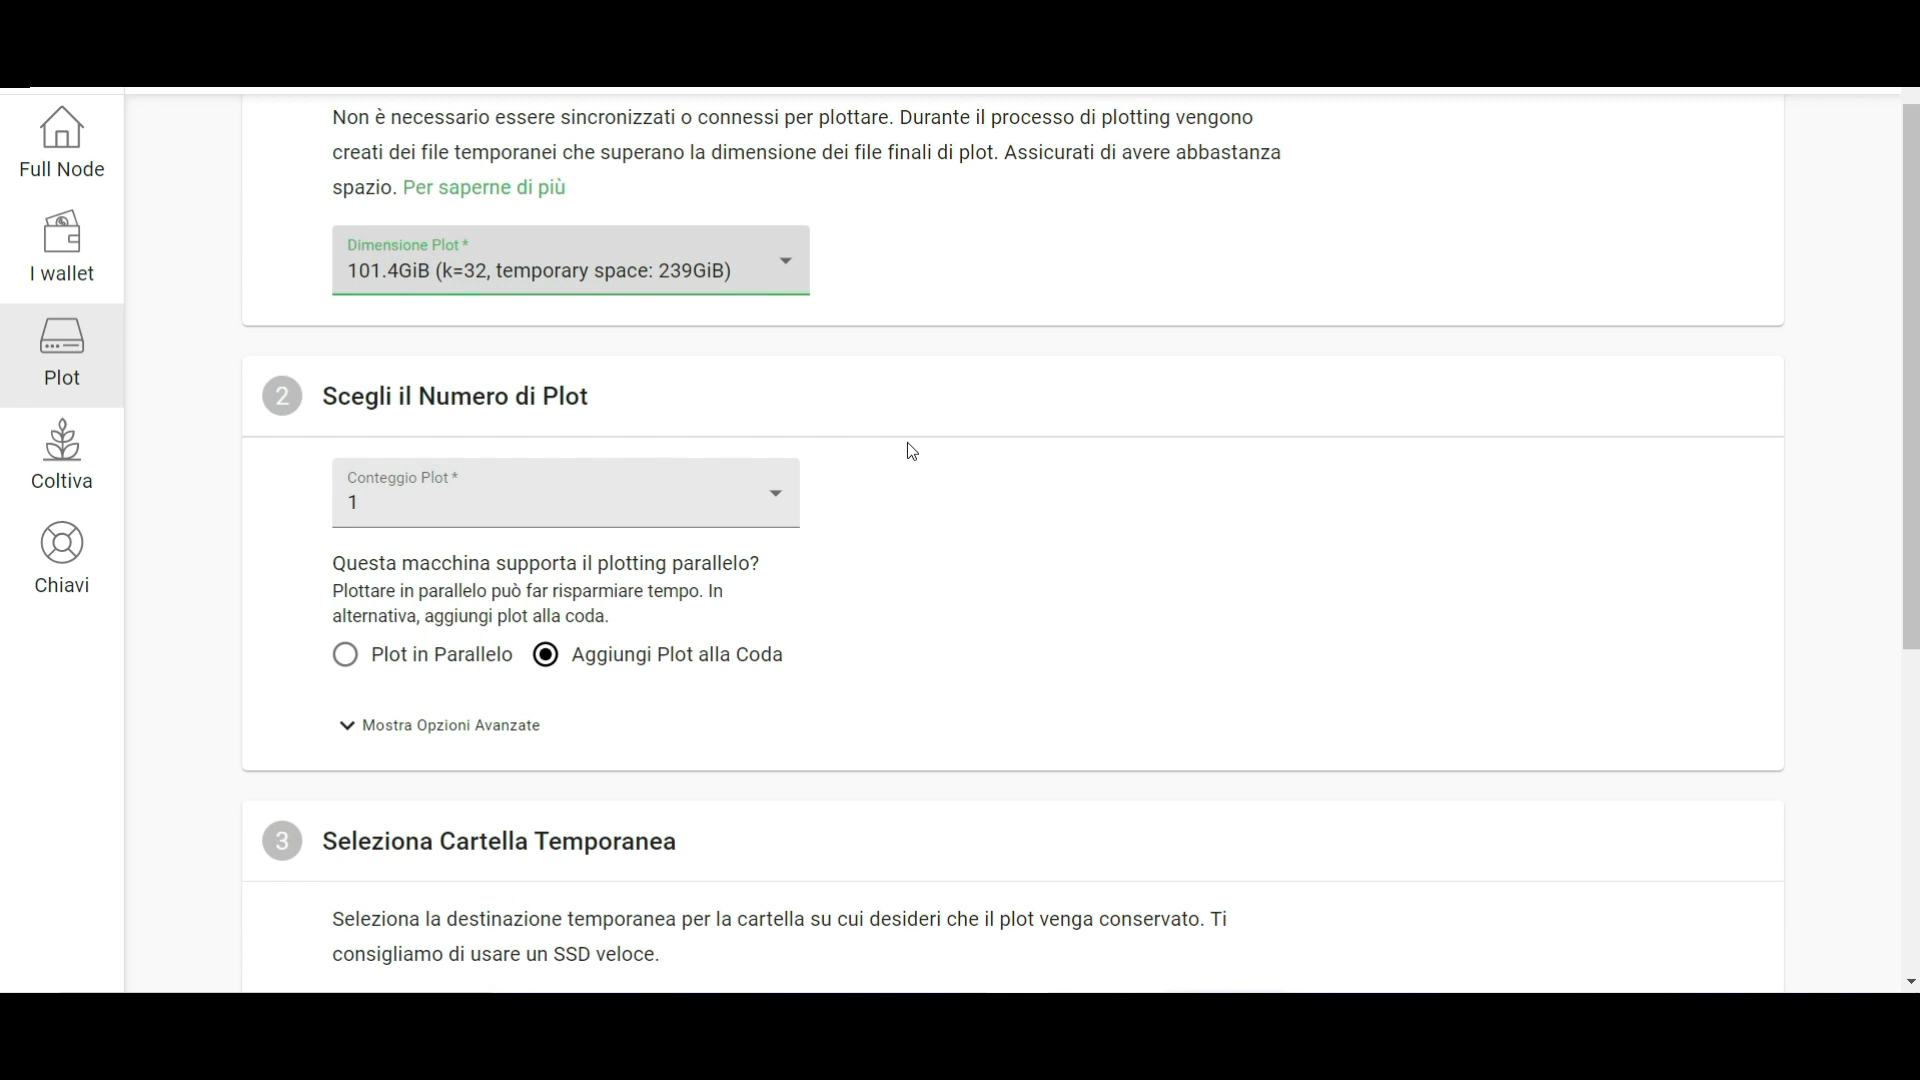 Full Node
I wallet
Plot
Coltiva
Chiavi
Non è necessario essere sincronizzati o connessi per plottare. Durante il processo di plotting vengono
creati dei file temporanei che superano la dimensione dei file finali di plot. Assicurati di avere abbastanza
spazio. Per saperne di più
Dimensione Plot *
101.4GiB (k=32, temporary space: 239GiB)
2 Scegli il Numero di Plot
Conteggio Plot *
1
Questa macchina supporta il plotting parallelo?
Plottare in parallelo può far risparmiare tempo. In
alternativa, aggiungi plot alla coda.
Plot in Parallelo Aggiungi Plot alla Coda
Mostra Opzioni Avanzate
3 Seleziona Cartella Temporanea
Seleziona la destinazione temporanea per la cartella su cui desideri che il plot venga conservato. Ti
consigliamo di usare un SSD veloce.